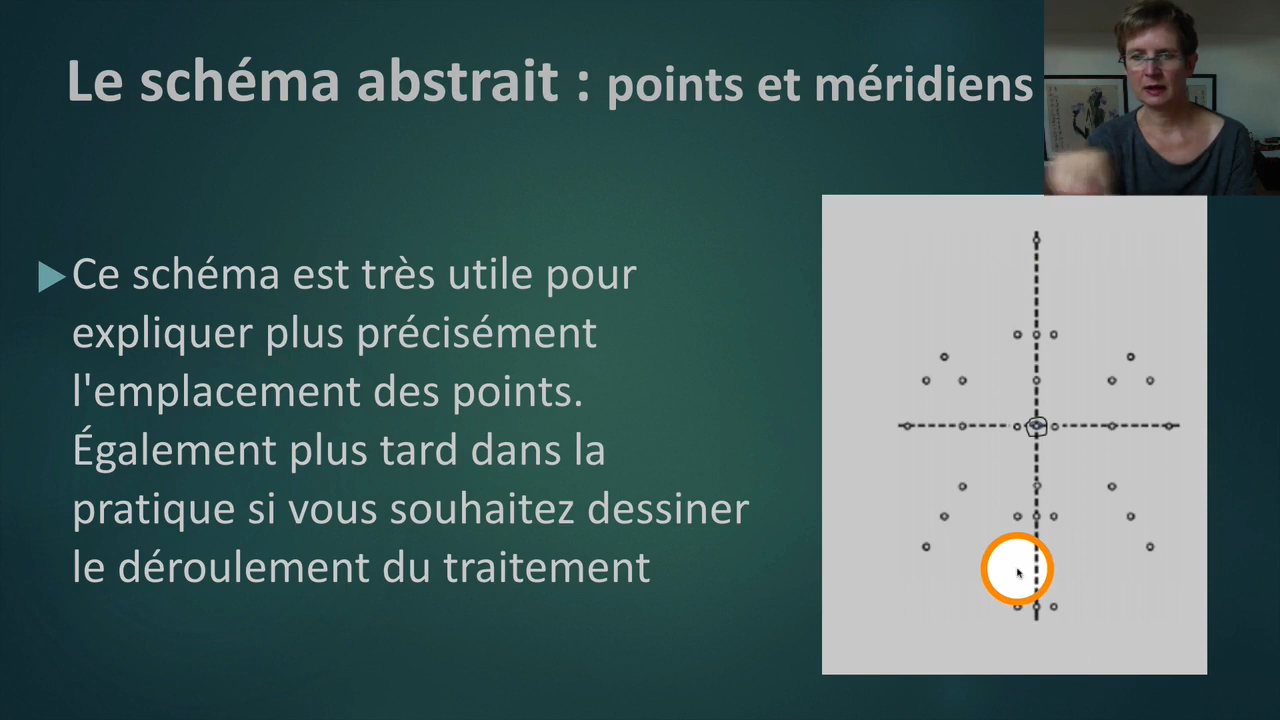 Le schéma abstrait : points et méridiens
Ce schéma est très utile pour
expliquer plus précisément
l'emplacement des points.
Également plus tard dans la
pratique si vous souhaitez dessiner
le déroulement du traitement